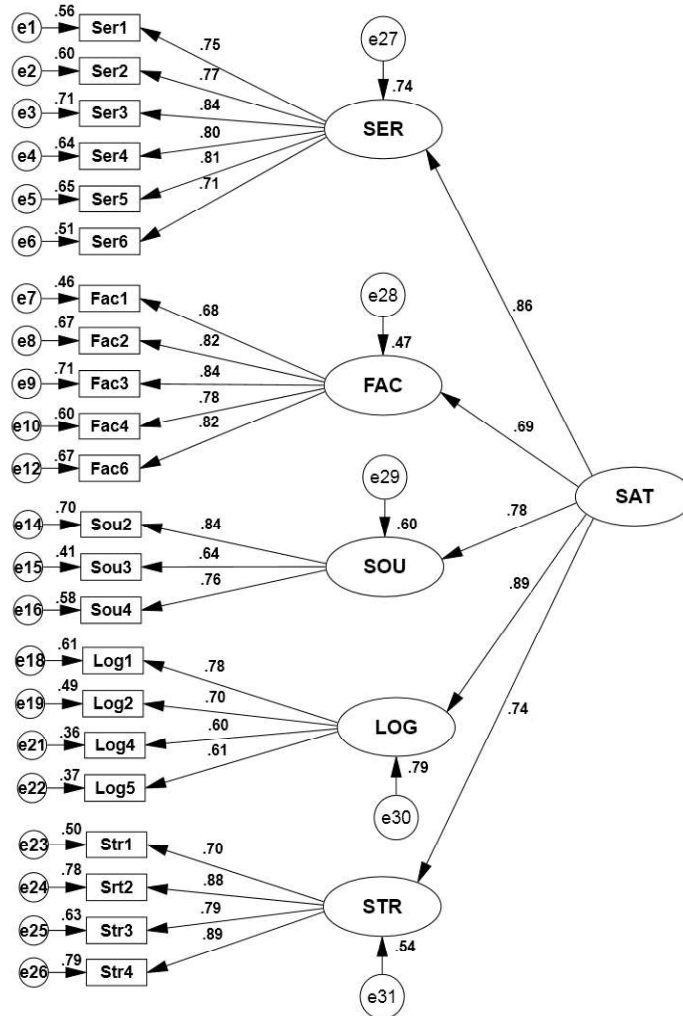 .56
e1 Ser1
.75
e27
.60
e2 Ser2
.77
.74
.71
e3 Ser3
.84
SER
.64
e4 Ser4
.80
.65
e5 Ser5
.81
.51
e6 Ser6
.71
.86
.46
e7 Fac1
.68
e28
.67
e8 Fac2
.82
.47
.71
e9 Fac3
.84
FAC
.60
e10 Fac4
.78
.67
e12 Fac6
.82
.69
e29
SAT
.70
e14 Sou2
.84
.60
.78
.41
e15 Sou3
.64
SOU
.58
e16 Sou4
.76
.89
.61
e18 Log1
.78
.49
e19 Log2
.70
LOG
.74
.36
e21 Log4
.60
.79
.37
e22 Log5
.61
e30
.50
e23 Str1
.70
.78
e24 Srt2
.88
STR
.63
e25 Str3
.79
.54
.79
e26 Str4
.89
e31